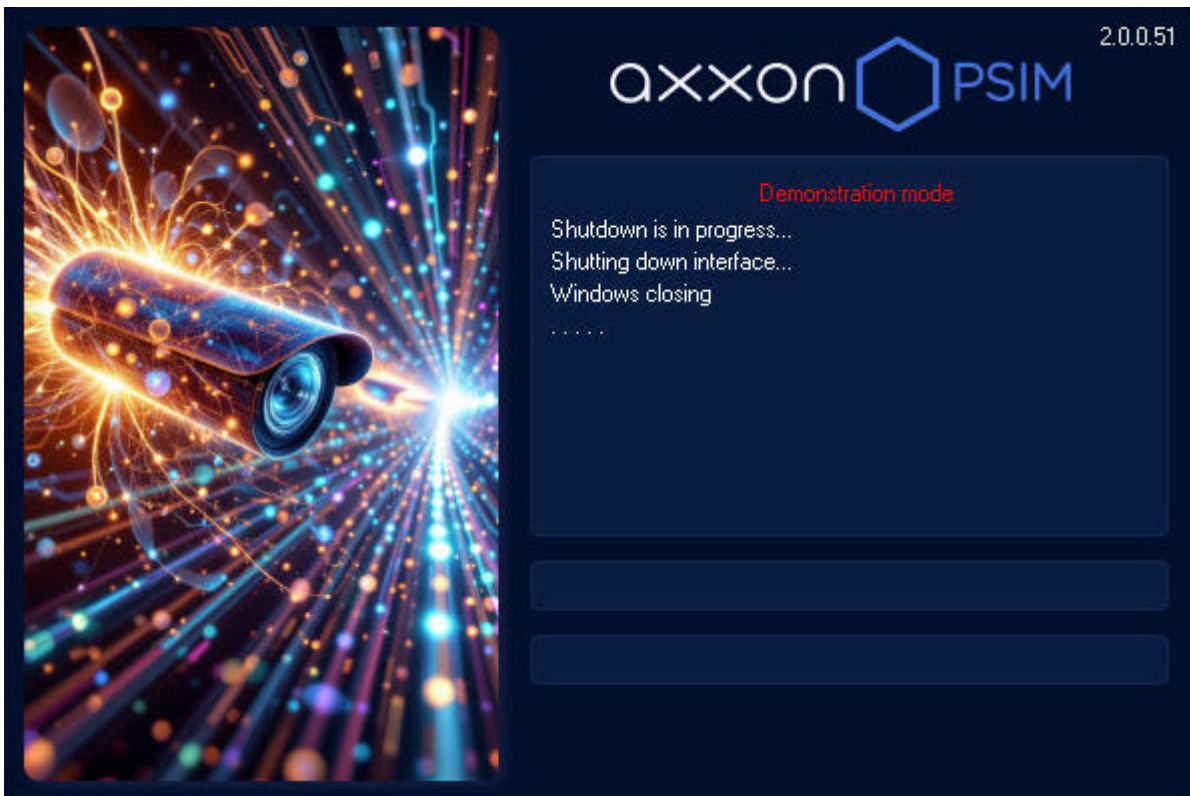 2.0.0.51
axxon PSIM
Demonstration mode
Shutdown is in progress...
Shutting down interface...
Windows closing
. . . . .